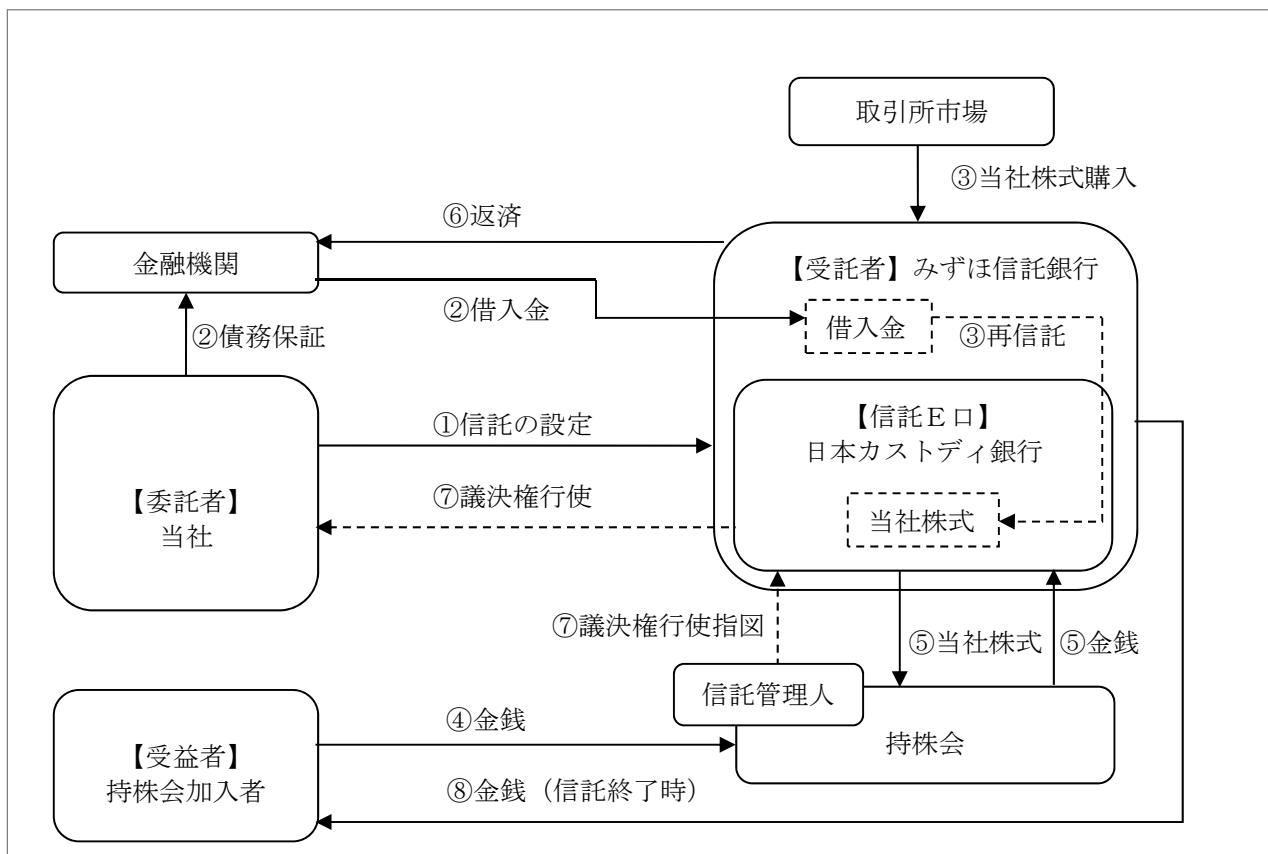 取引所市場
③当社株式購入
⑥返済
金融機関
【受託者】みずほ信託銀行
②借入金
借入金
③再信託
②債務保証
【信託Ｅ口】
日本カストディ銀行
①信託の設定
⑦議決権行使
当社株式
【委託者】
当社
⑦議決権行使指図
⑤当社株式
⑤金銭
信託管理人
④金銭
持株会
【受益者】
持株会加入者
⑧金銭（信託終了時）